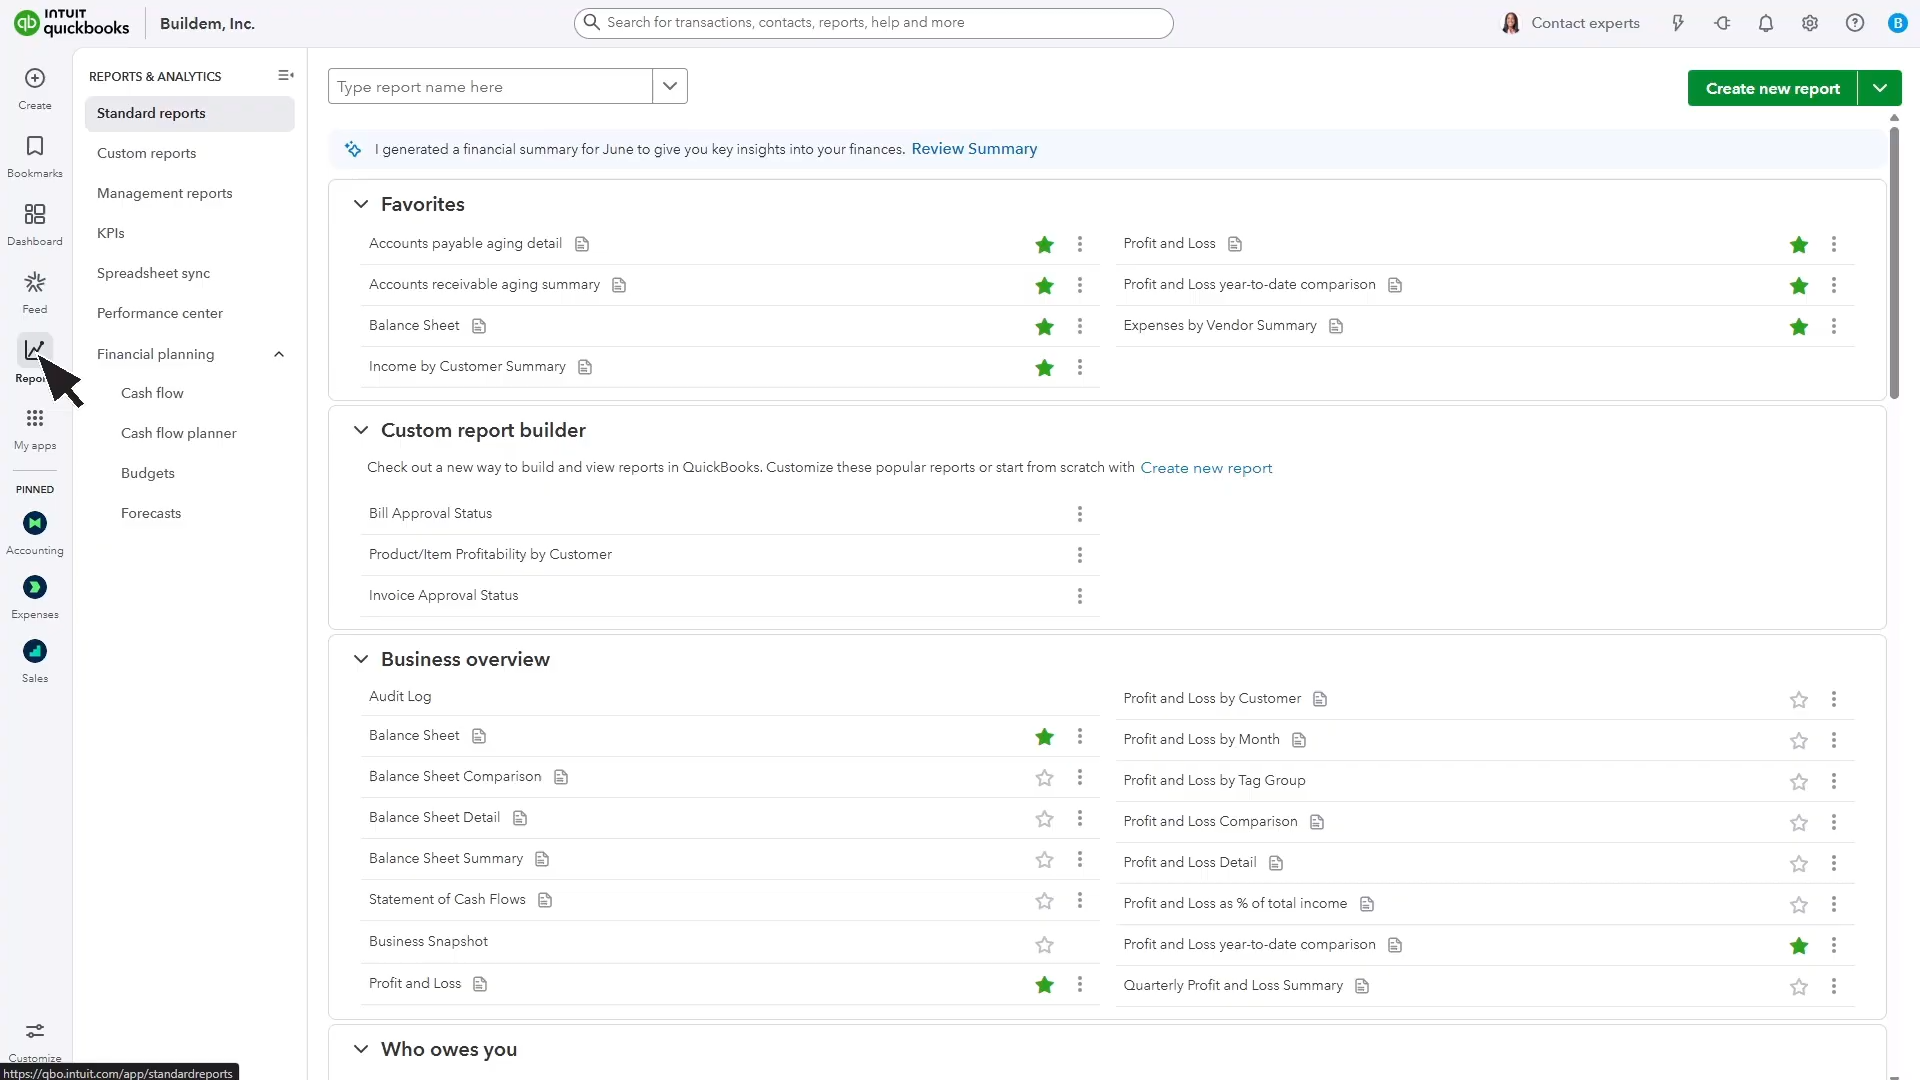 INTUIT
quickbooks
Buildem, Inc.
Search for transactions, contacts, reports, help and more
Contact experts
B
Create
Bookmarks
Dashboard
Feed
My apps
PINNED
Accounting
Expenses
Sales
Customize
https://qbo.intuit.com/app/standardreports
REPORTS & ANALYTICS
Standard reports
Custom reports
Management reports
KPIs
Spreadsheet sync
Performance center
Financial planning
Cash flow
Cash flow planner
Budgets
Forecasts
Type report name here
Create new report
I generated a financial summary for June to give you key insights into your finances. Review Summary
Favorites
Accounts payable aging detail
Accounts receivable aging summary
Balance Sheet
Income by Customer Summary
Profit and Loss
Profit and Loss year-to-date comparison
Expenses by Vendor Summary
Custom report builder
Check out a new way to build and view reports in QuickBooks. Customize these popular reports or start from scratch with Create new report
Bill Approval Status
Product/Item Profitability by Customer
Invoice Approval Status
Business overview
Audit Log
Balance Sheet
Balance Sheet Comparison
Balance Sheet Detail
Balance Sheet Summary
Statement of Cash Flows
Business Snapshot
Profit and Loss
Profit and Loss by Customer
Profit and Loss by Month
Profit and Loss by Tag Group
Profit and Loss Comparison
Profit and Loss Detail
Profit and Loss as % of total income
Profit and Loss year-to-date comparison
Quarterly Profit and Loss Summary
Who owes you